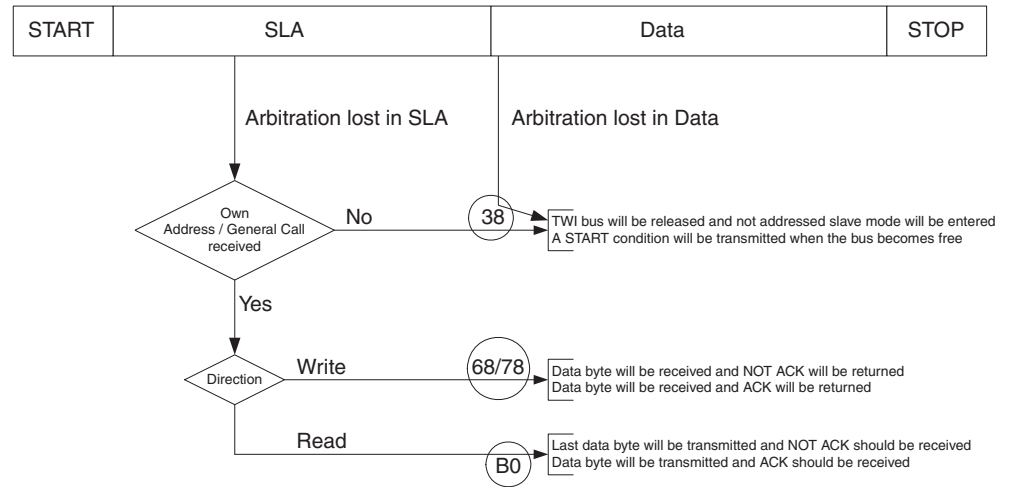 START SLA Data STOP
Arbitration lost in SLA Arbitration lost in Data
Own
Address / General Call
received
No
38
TWI bus will be released and not addressed slave mode will be entered
A START condition will be transmitted when the bus becomes free
Yes
Direction
Write
68/78
Data byte will be received and NOT ACK will be returned
Data byte will be received and ACK will be returned
Read
B0
Last data byte will be transmitted and NOT ACK should be received
Data byte will be transmitted and ACK should be received